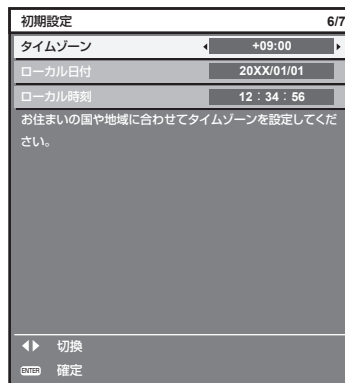 初期設定 6/7
タイムゾーン +09:00
ローカル日付 20XX/01/01
ローカル時刻 12：34：56
お住まいの国や地域に合わせてタイムゾーンを設定してくだ
さい。
切換
ENTER 確定